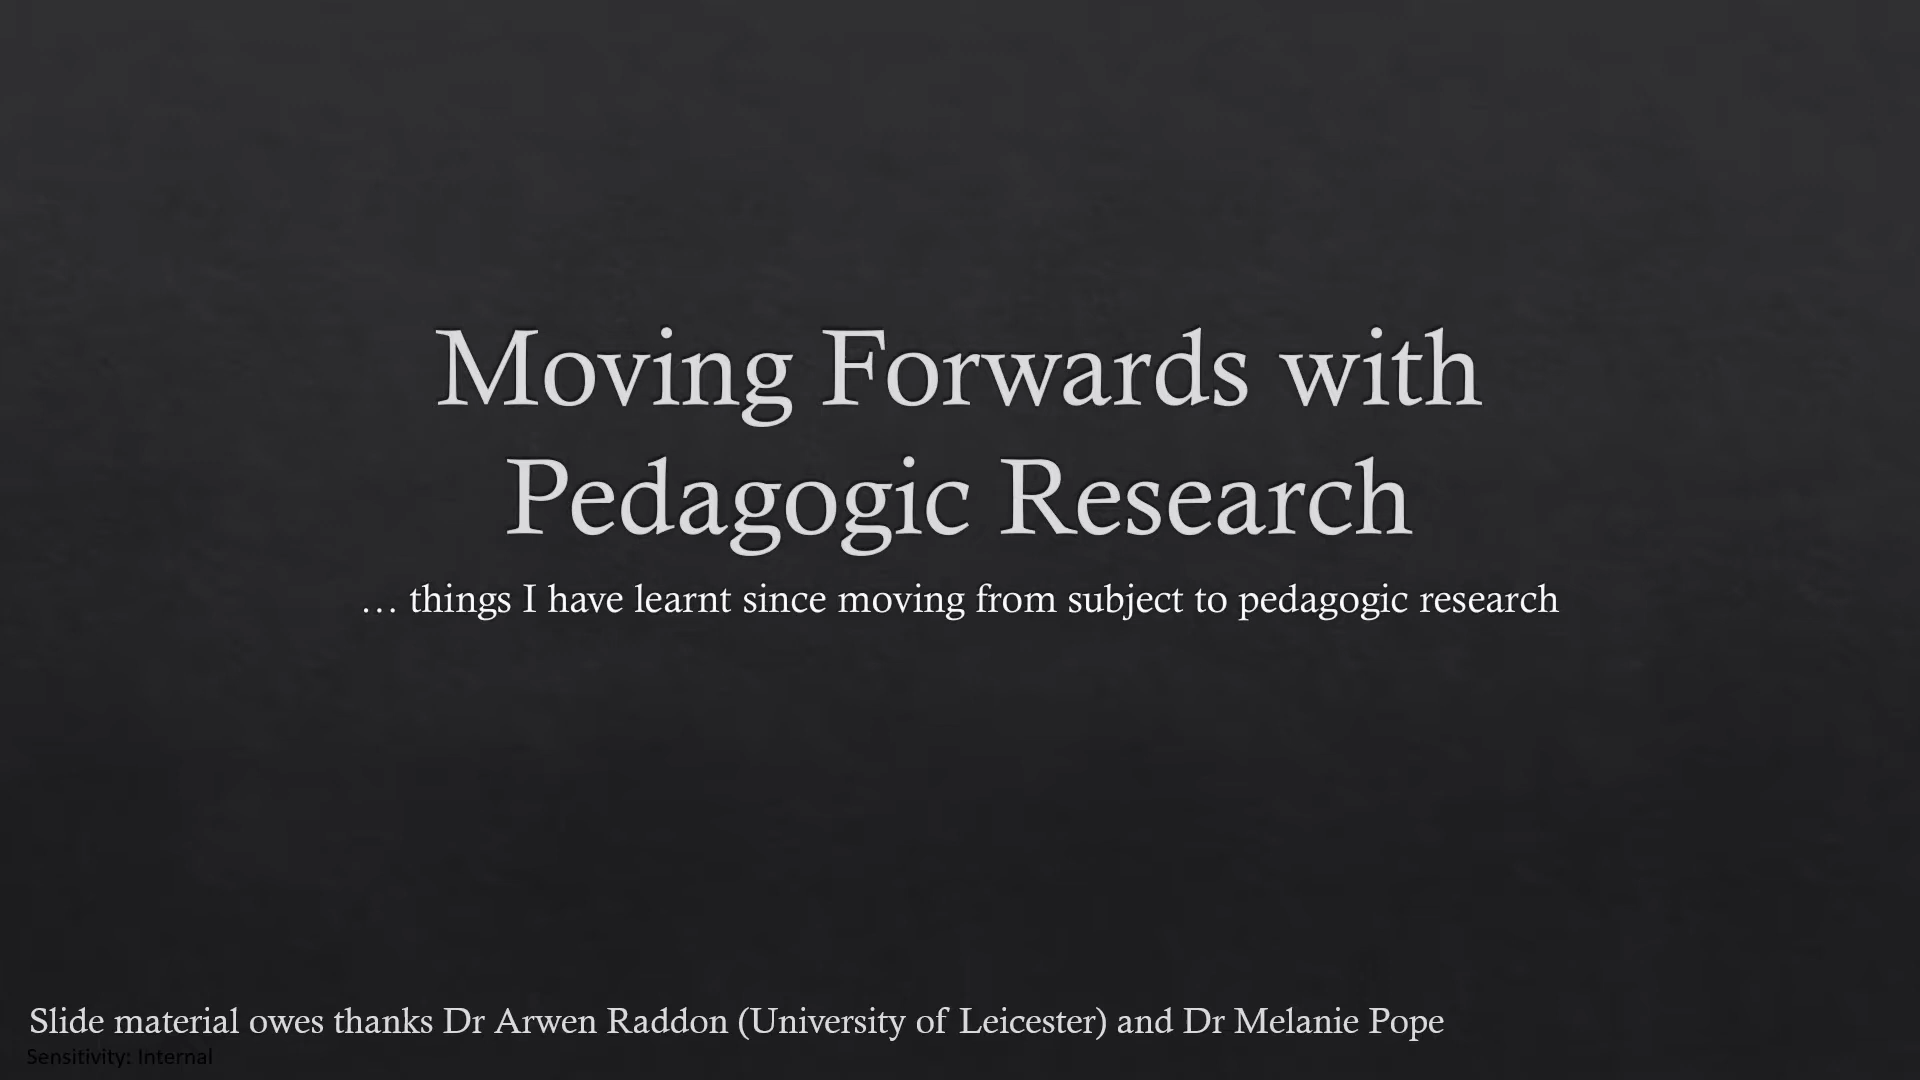 Moving Forwards with
Pedagogic Research
… things I have learnt since moving from subject to pedagogic research
Slide material owes thanks Dr Arwen Raddon (University of Leicester) and Dr Melanie Pope
Sensitivity: Internal